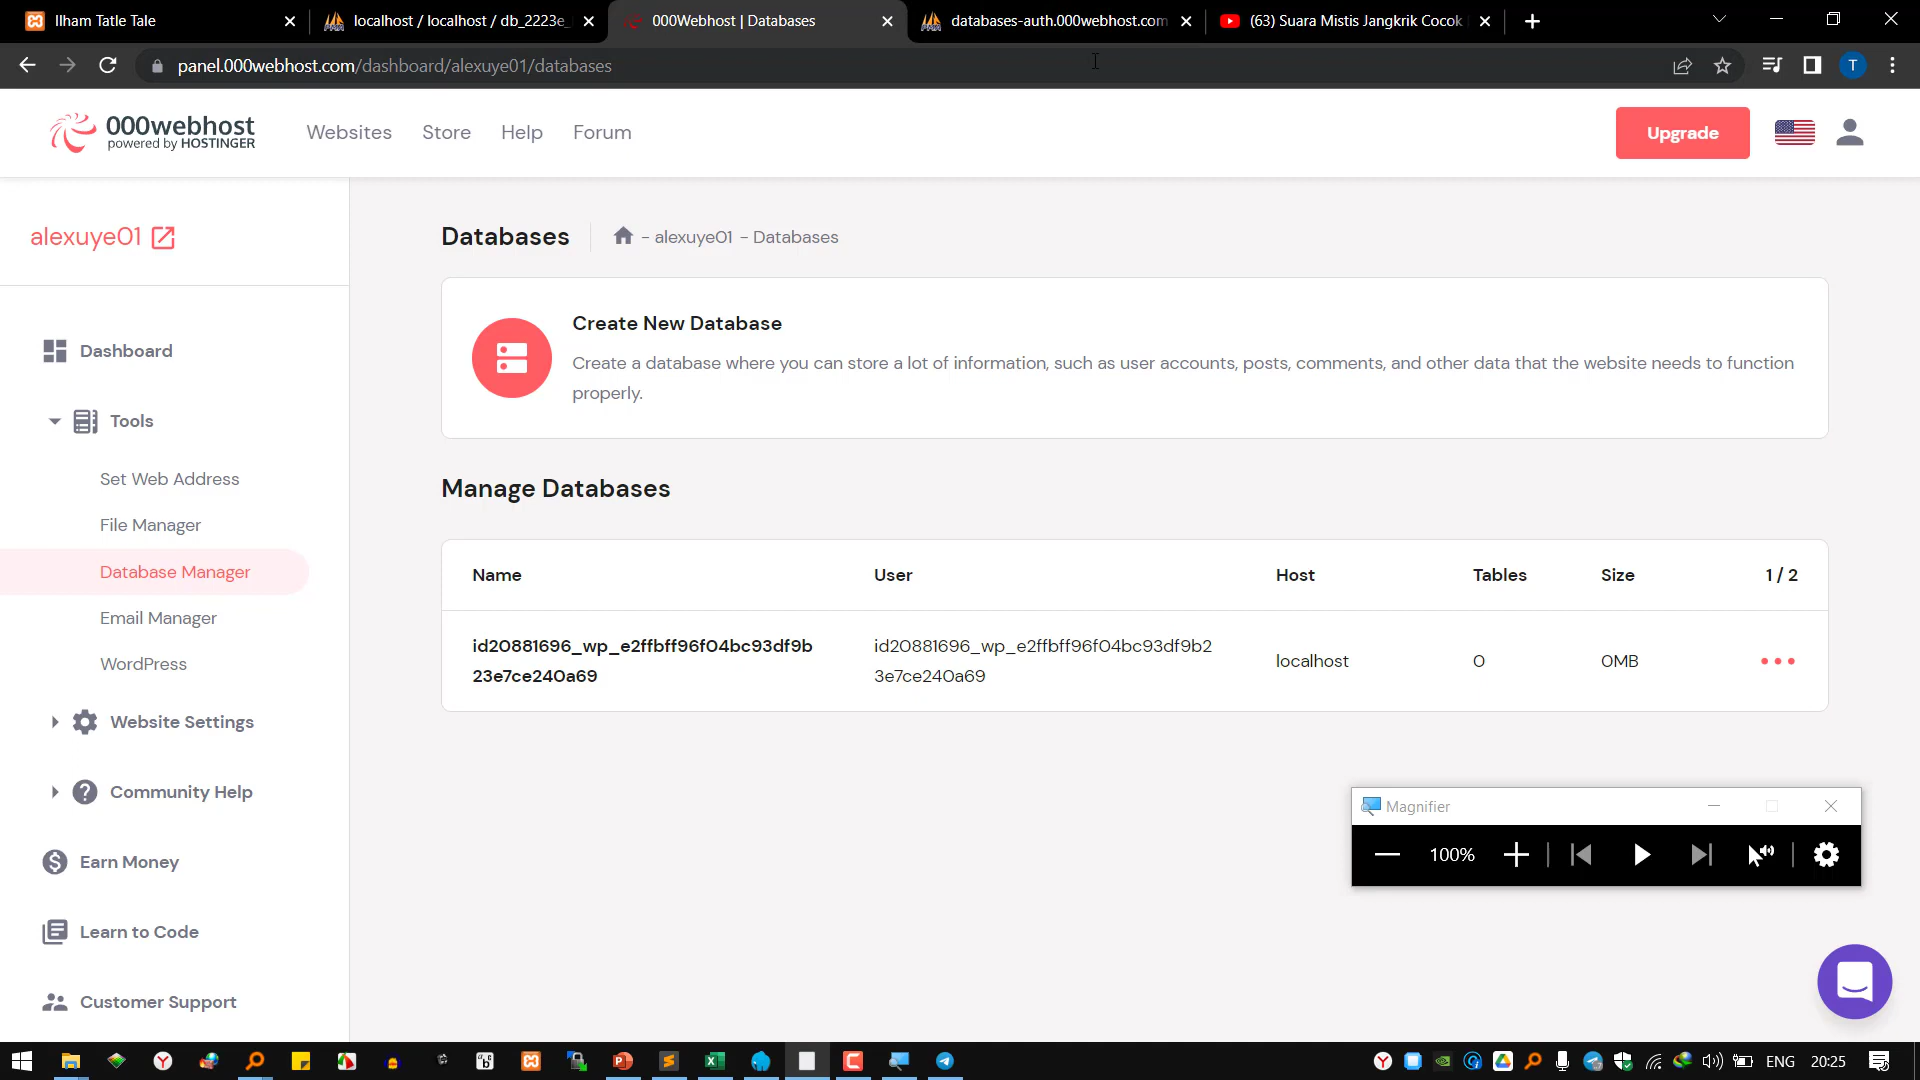 Ilham Tatle Tale
localhost / localhost / db_2223e_
000Webhost | Databases
databases-auth.000webhost.com
(63) Suara Mistis Jangkrik Cocok
panel.000webhost.com/dashboard/alexuye01/databases
T
000webhost
powered by HOSTINGER
Websites
Store
Help
Forum
Upgrade
alexuye01
Databases
- alexuye01 - Databases
Dashboard
Tools
Set Web Address
File Manager
Database Manager
Email Manager
WordPress
Website Settings
Community Help
Earn Money
Learn to Code
Customer Support
Create New Database
Create a database where you can store a lot of information, such as user accounts, posts, comments, and other data that the website needs to function
properly.
Manage Databases
Name User Host Tables Size 1 / 2
id20881696_wp_e2ffbff96f04bc93df9b
23e7ce240a69
id20881696_wp_e2ffbff96f04bc93df9b2
3e7ce240a69
localhost
0
0MB
Magnifier
100%
ENG
20:25